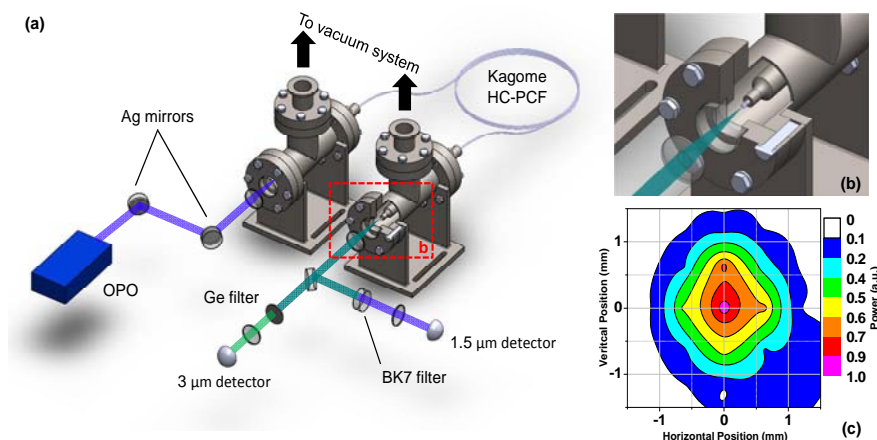 (a)
To vacuum system
Kagome
HC-PCF
Ag mirrors
b
OPO
Ge filter
1.5 μm detector
3 μm detector
BK7 filter
(b)
Veritcal Position (mm)
1
0
-1
-1
0
1
Horizontal Position (mm)
0
0.1
0.2
0.4
0.5
0.6
0.7
0.9
1.0
Power (a.u.)
(c)